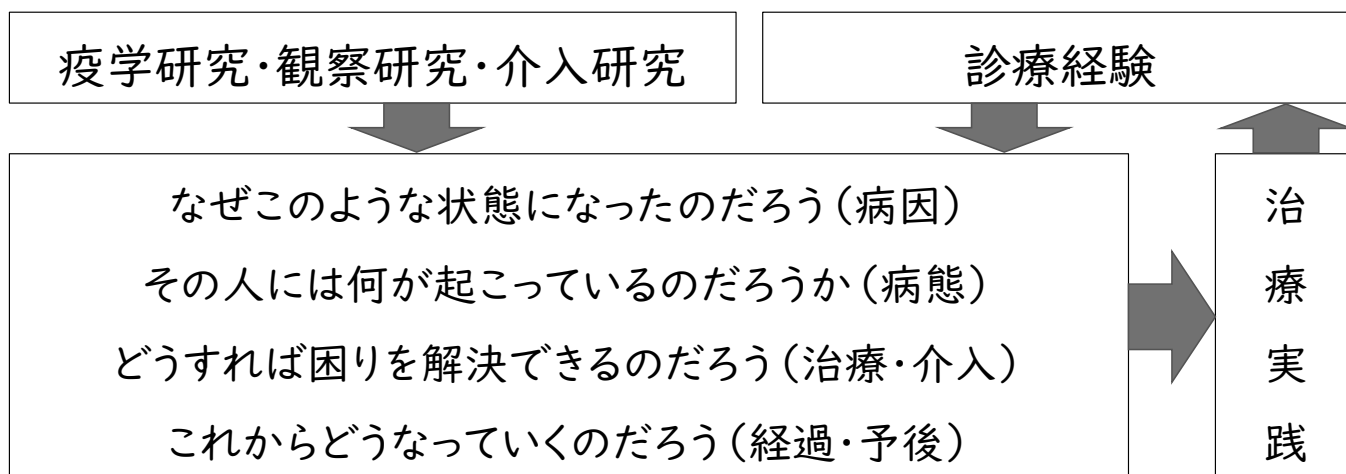 疫学研究・観察研究・介入研究
診療経験
なぜこのような状態になったのだろう(病因)
その人には何が起こっているのだろうか(病態)
どうすれば困りを解決できるのだろう(治療・介入)
これからどうなっていくのだろう(経過・予後)
治療実践